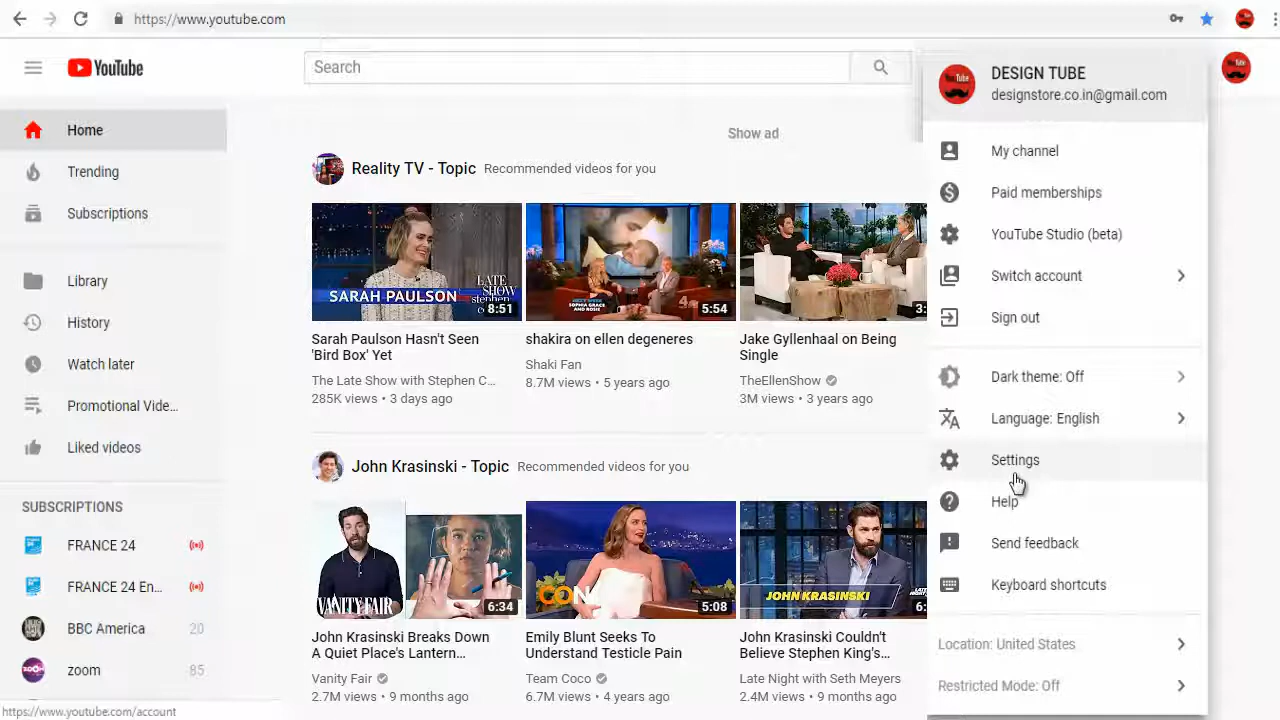 https://www.youtube.com
YouTube
Search
DESIGN TUBE
designstore.co.in@gmail.com
Home
Trending
Subscriptions
Library
History
Watch later
Promotional Vide...
Liked videos
SUBSCRIPTIONS
FRANCE 24
FRANCE 24 En...
BBC America 20
zoom 85
https://www.youtube.com/account
Show ad
Reality TV - Topic Recommended videos for you
SARAH PAULSON
LATE
SHOW
stephen
8:51
5:54
3:
Sarah Paulson Hasn't Seen
'Bird Box' Yet
The Late Show with Stephen C...
285K views • 3 days ago
shakira on ellen degeneres
Shaki Fan
8.7M views • 5 years ago
Jake Gyllenhaal on Being
Single
TheEllenShow
3M views • 3 years ago
John Krasinski - Topic Recommended videos for you
VANITY FAIR
6:34
CON
5:08
JOHN KRASINSKI
6:
John Krasinski Breaks Down
A Quiet Place's Lantern...
Vanity Fair
2.7M views • 9 months ago
Emily Blunt Seeks To
Understand Testicle Pain
Team Coco
6.7M views • 4 years ago
John Krasinski Couldn't
Believe Stephen King's...
Late Night with Seth Meyers
2.4M views • 9 months ago
My channel
Paid memberships
YouTube Studio (beta)
Switch account
Sign out
Dark theme: Off
Language: English
Settings
Help
Send feedback
Keyboard shortcuts
Location: United States
Restricted Mode: Off